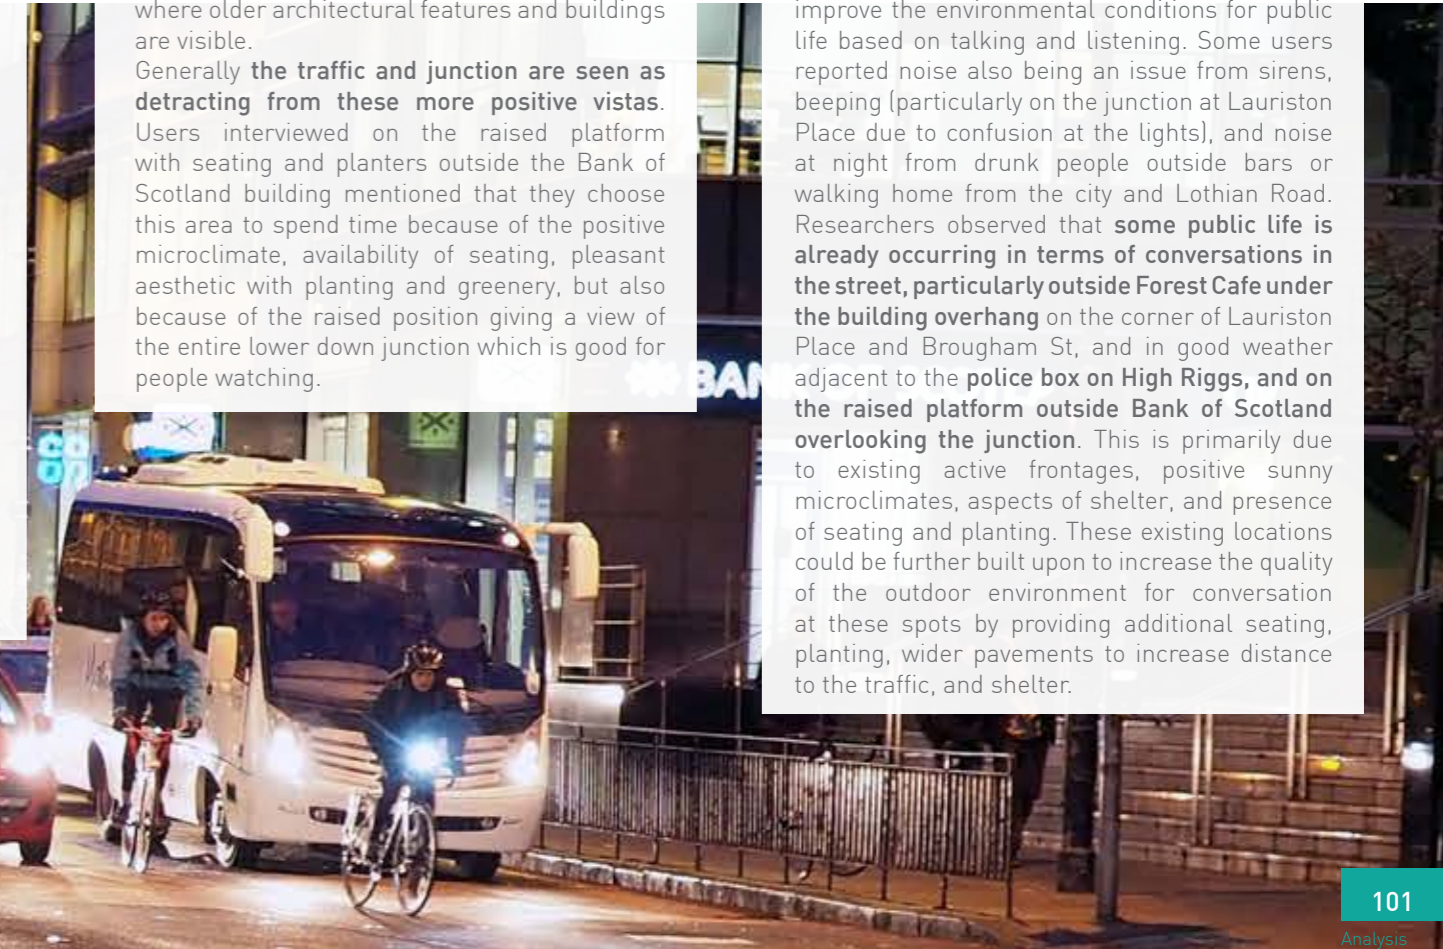 where older architectural features and buildings
are visible.
Generally the traffic and junction are seen as
detracting from these more positive vistas.
Users interviewed on the raised platform
with seating and planters outside the Bank of
Scotland building mentioned that they choose
this area to spend time because of the positive
microclimate, availability of seating, pleasant
aesthetic with planting and greenery, but also
because of the raised position giving a view of
the entire lower down junction which is good for
people watching.
improve the environmental conditions for public
life based on talking and listening. Some users
reported noise also being an issue from sirens,
beeping (particularly on the junction at Lauriston
Place due to confusion at the lights), and noise
at night from drunk people outside bars or
walking home from the city and Lothian Road.
Researchers observed that some public life is
already occurring in terms of conversations in
the street, particularly outside Forest Cafe under
the building overhang on the corner of Lauriston
Place and Brougham St, and in good weather
adjacent to the police box on High Riggs, and on
the raised platform outside Bank of Scotland
overlooking the junction. This is primarily due
to existing active frontages, positive sunny
microclimates, aspects of shelter, and presence
of seating and planting. These existing locations
could be further built upon to increase the quality
of the outdoor environment for conversation
at these spots by providing additional seating,
planting, wider pavements to increase distance
to the traffic, and shelter.
BAN
CO
OP
101
Analysis